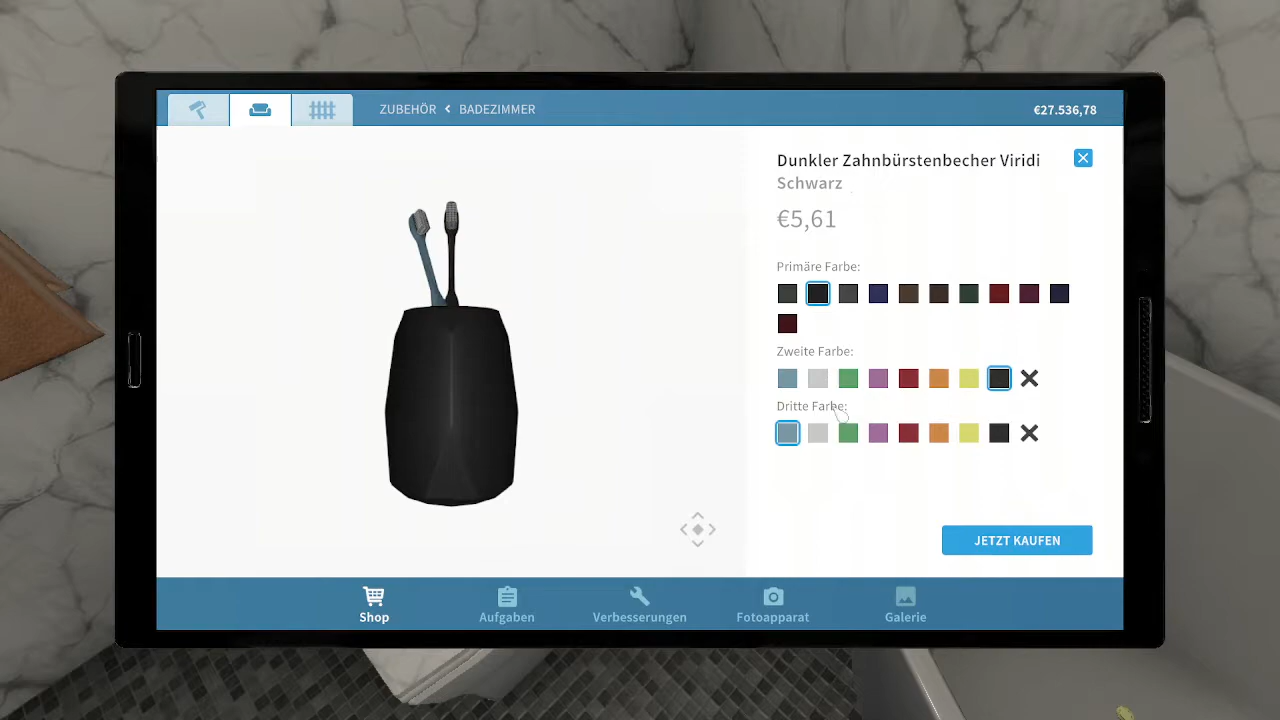 ZUBEHÖR < BADEZIMMER
€27.536,78
Dunkler Zahnbürstenbecher Viridi
Schwarz
€5,61
Primäre Farbe:
Zweite Farbe:
Dritte Farbe:
JETZT KAUFEN
Shop
Aufgaben
Verbesserungen
Fotoapparat
Galerie